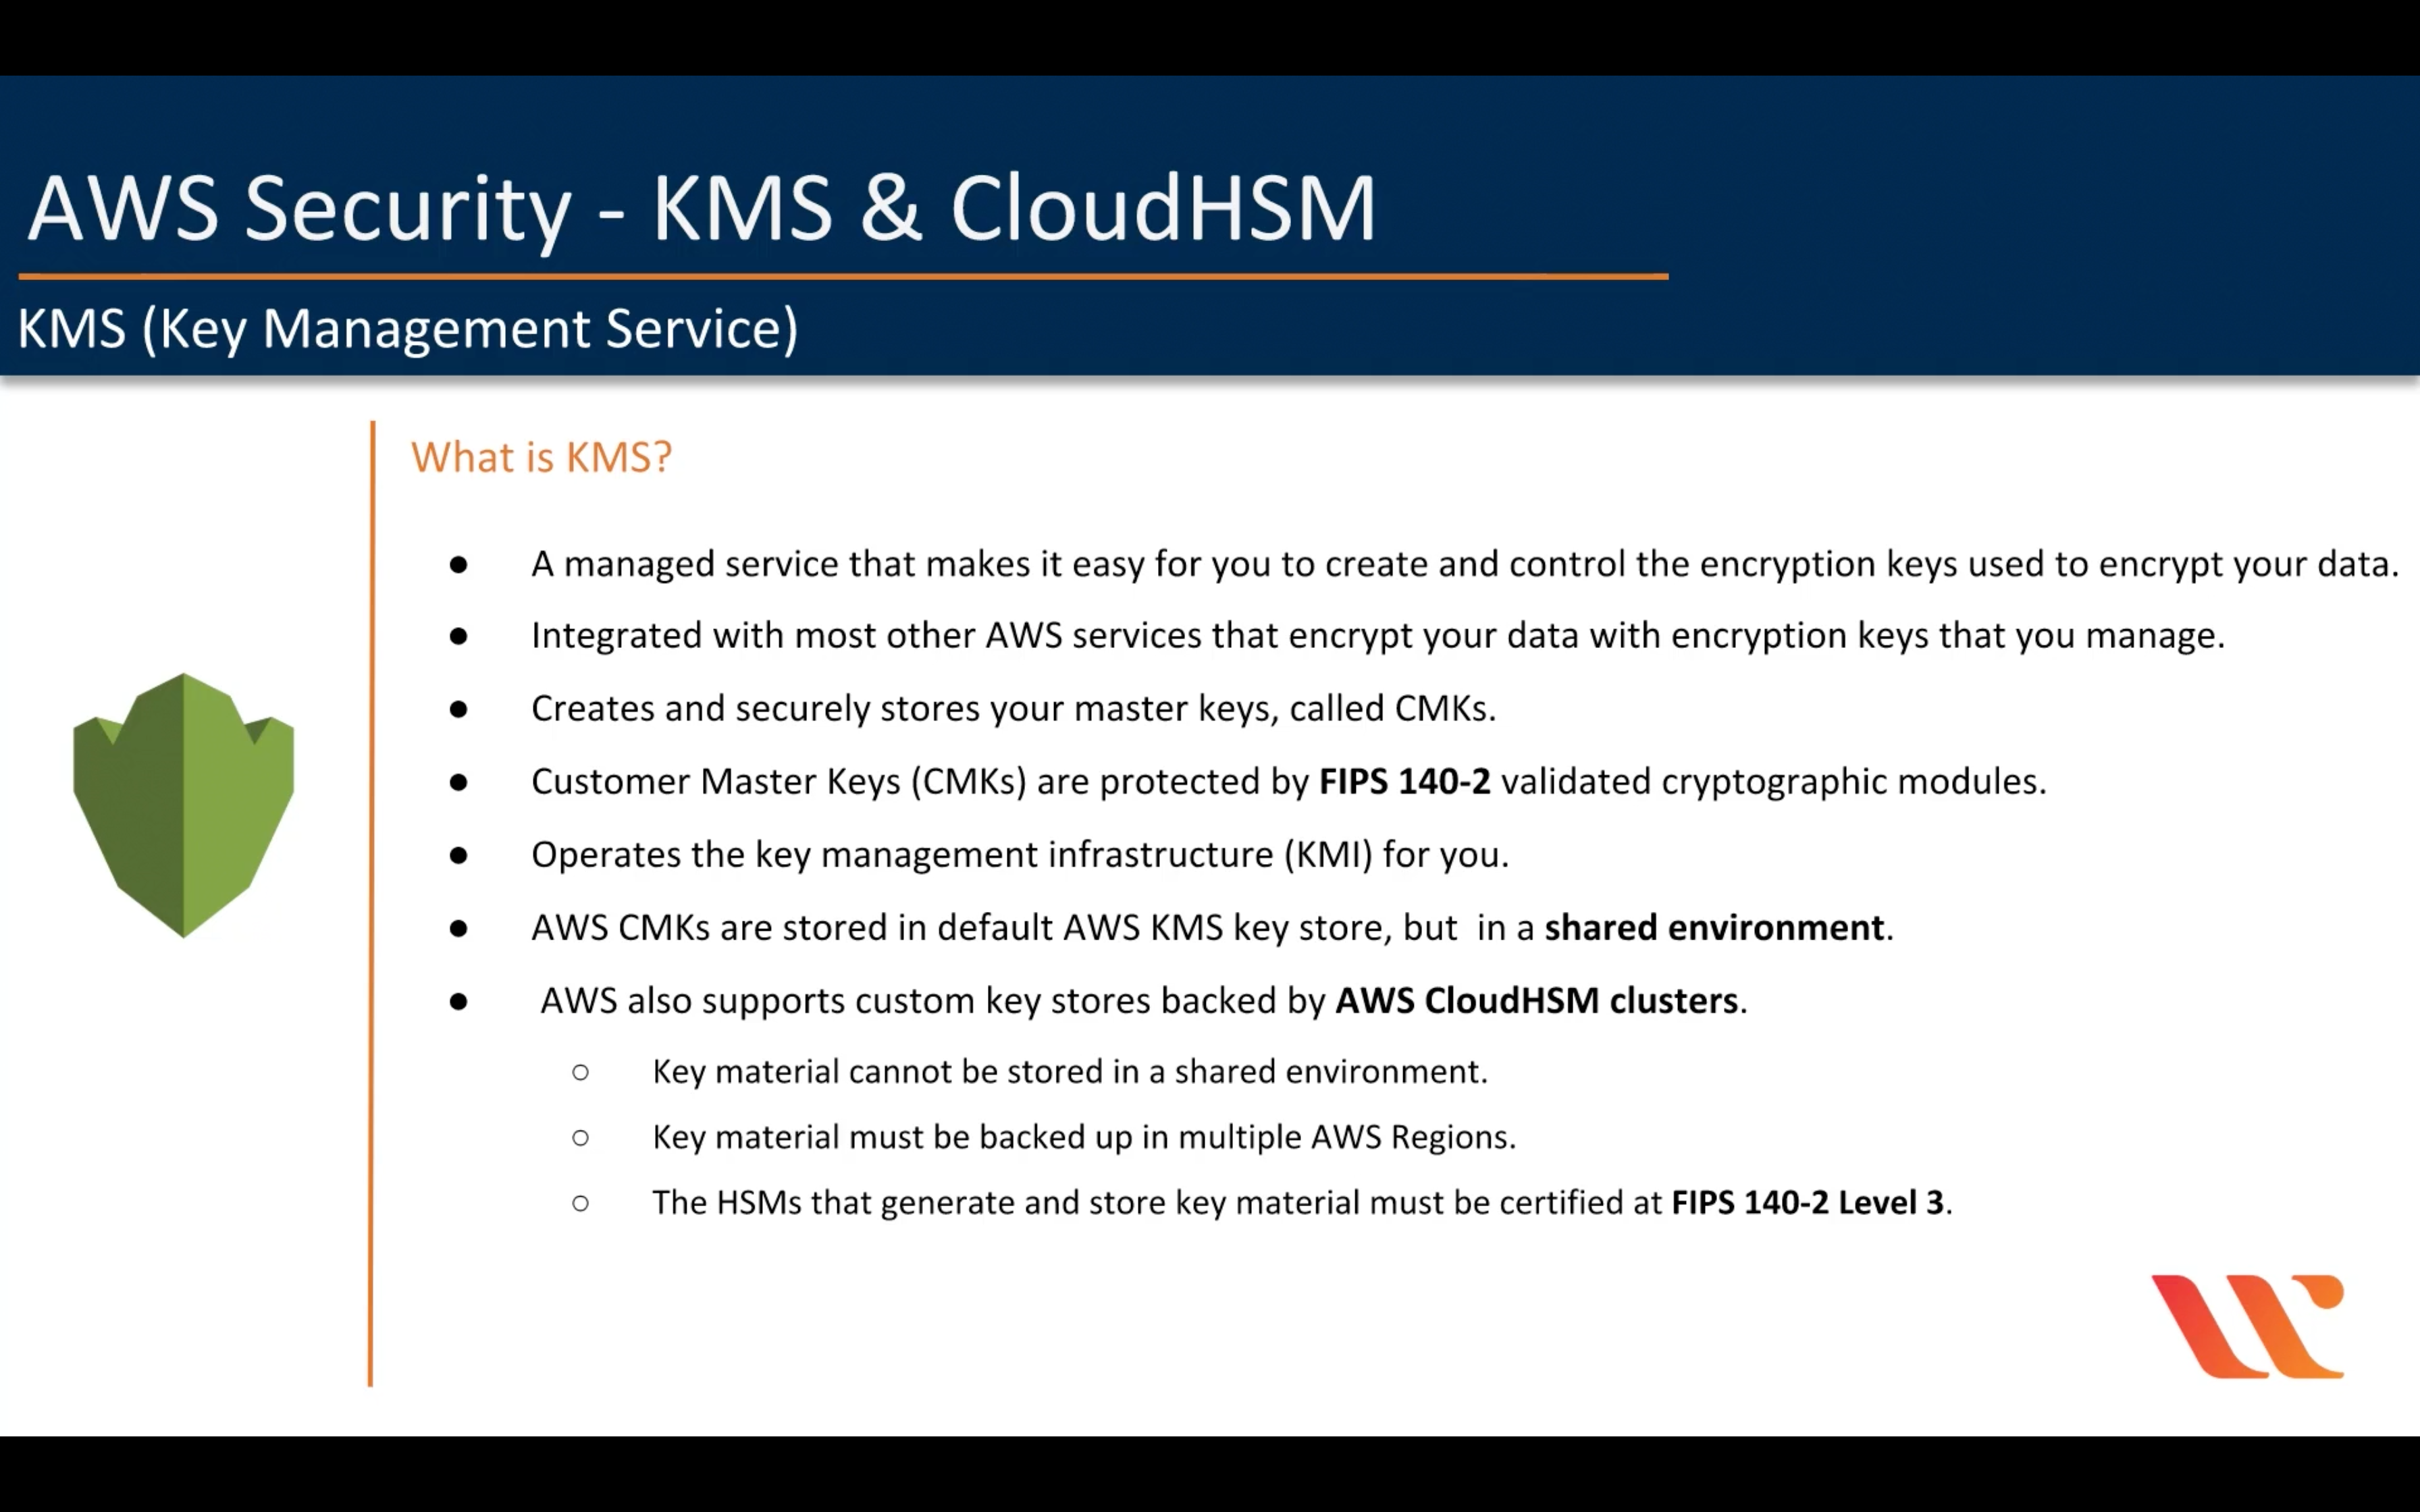 AWS Security - KMS & CloudHSM
KMS (Key Management Service)
What is KMS?
● A managed service that makes it easy for you to create and control the encryption keys used to encrypt your data.
● Integrated with most other AWS services that encrypt your data with encryption keys that you manage.
● Creates and securely stores your master keys, called CMKs.
● Customer Master Keys (CMKs) are protected by FIPS 140-2 validated cryptographic modules.
● Operates the key management infrastructure (KMI) for you.
● AWS CMKs are stored in default AWS KMS key store, but in a shared environment.
● AWS also supports custom key stores backed by AWS CloudHSM clusters.
○ Key material cannot be stored in a shared environment.
○ Key material must be backed up in multiple AWS Regions.
○ The HSMs that generate and store key material must be certified at FIPS 140-2 Level 3.